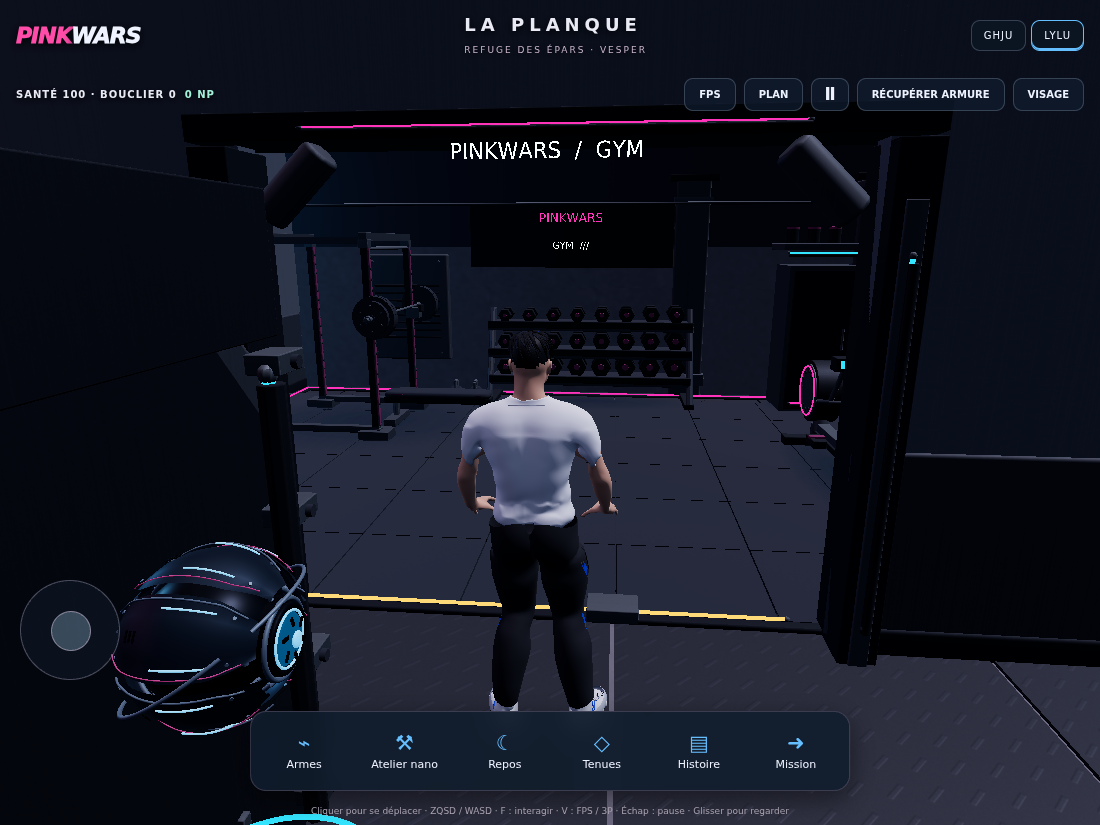 PINKWARS
LA PLANQUE
REFUGE DES ÉPARS · VESPER
GHJU
LYLU
SANTÉ 100 · BOUCLIER 0 0 NP
FPS
PLAN
RÉCUPÉRER ARMURE
VISAGE
PINKWARS / GYM
PINKWARS
GYM ///
Armes
Atelier nano
Repos
Tenues
Histoire
Mission
Cliquer pour se déplacer · ZQSD / WASD · F : interagir · V : FPS / 3P · Échap : pause · Glisser pour regarder